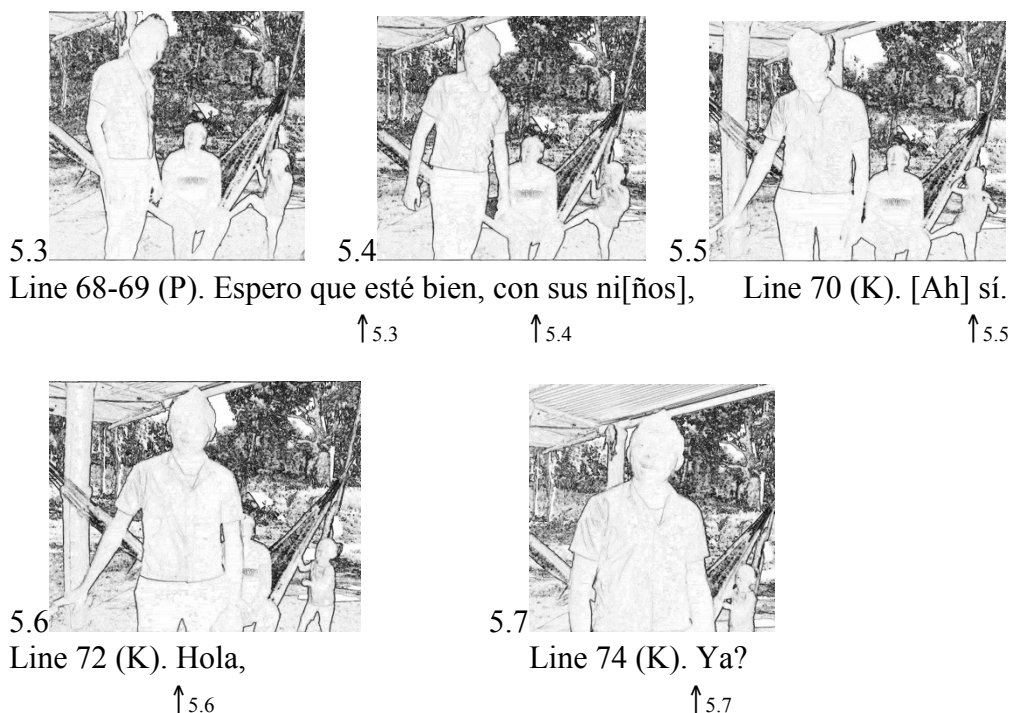 5.3 5.4 5.5
Line 68-69 (P). Espero que esté bien, con sus ni[ños], Line 70 (K). [Ah] sí.
↑5.3 ↑5.4 ↑5.5
5.6 5.7
Line 72 (K). Hola, Line 74 (K). Ya?
↑5.6 ↑5.7